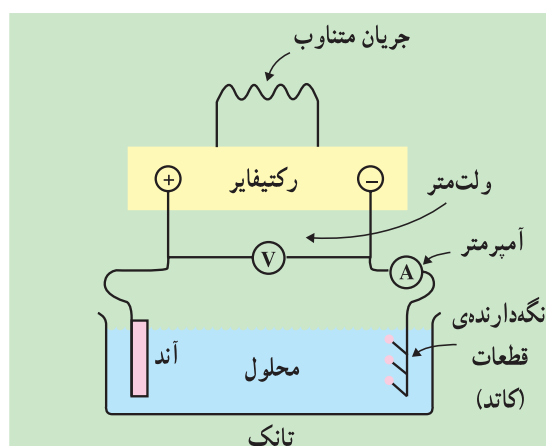 جریان متناوب
+
رکتیفایر
−
ولت‌متر
آمپرمتر
V
A
نگه‌دارنده‌ی
قطعات
(کاتد)
آند
محلول
تانک